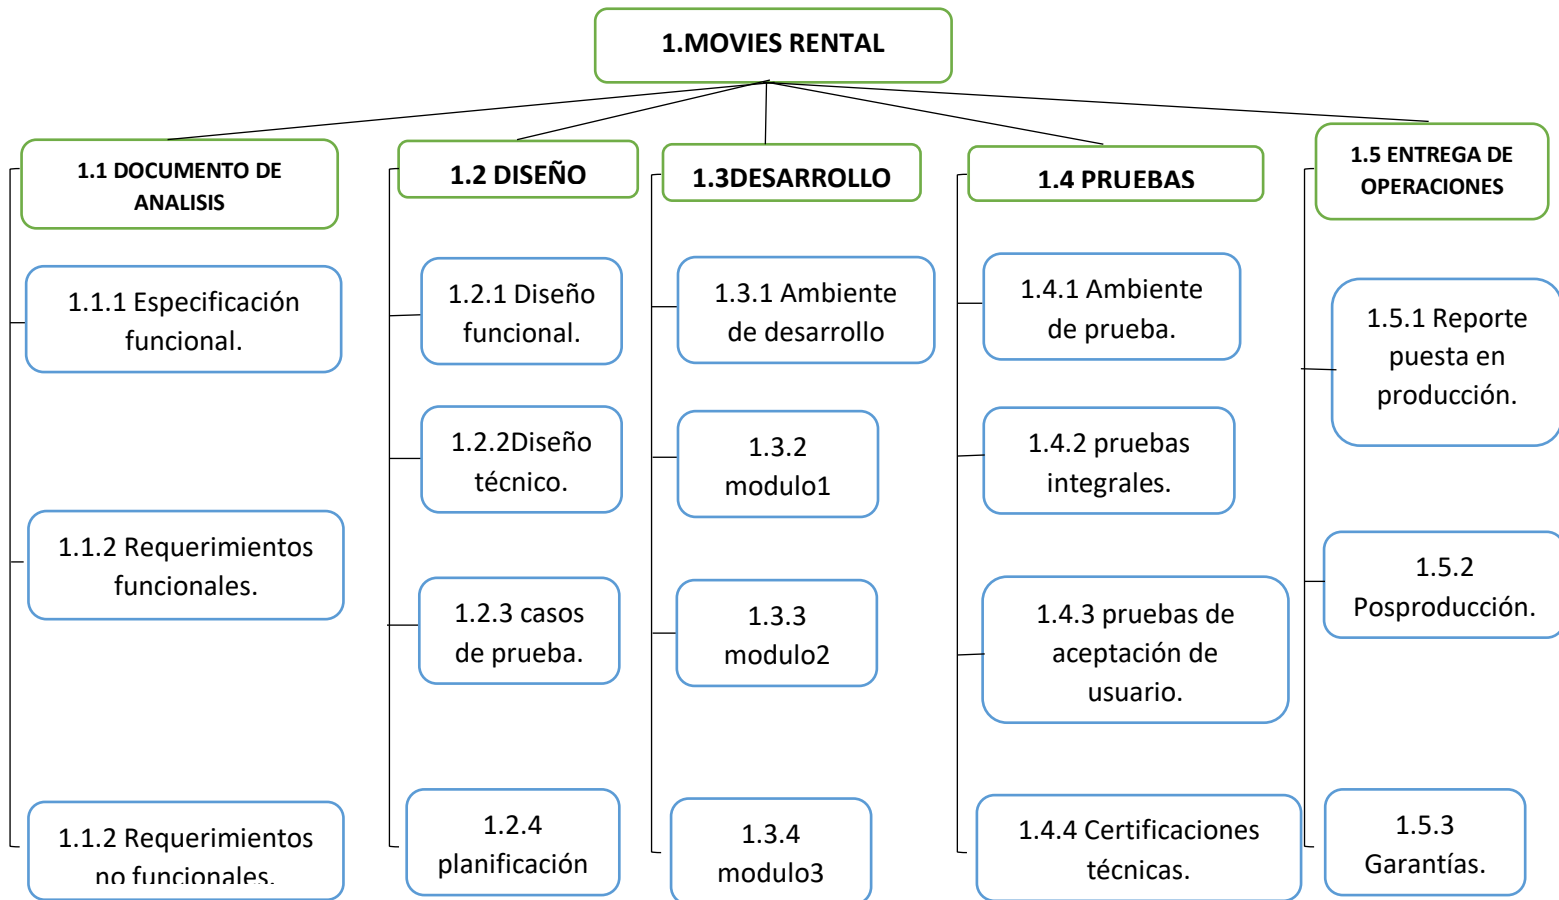 1.MOVIES RENTAL
1.1 DOCUMENTO DE
ANALISIS
1.1.1 Especificación
funcional.
1.1.2 Requerimientos
funcionales.
1.1.2 Requerimientos
no funcionales.
1.2 DISEÑO
1.2.1 Diseño
funcional.
1.2.2Diseño
técnico.
1.2.3 casos
de prueba.
1.2.4
planificación
1.3DESARROLLO
1.3.1 Ambiente
de desarrollo
1.3.2
modulo1
1.3.3
modulo2
1.3.4
modulo3
1.4 PRUEBAS
1.4.1 Ambiente
de prueba.
1.4.2 pruebas
integrales.
1.4.3 pruebas de
aceptación de
usuario.
1.4.4 Certificaciones
técnicas.
1.5 ENTREGA DE
OPERACIONES
1.5.1 Reporte
puesta en
producción.
1.5.2
Posproducción.
1.5.3
Garantías.